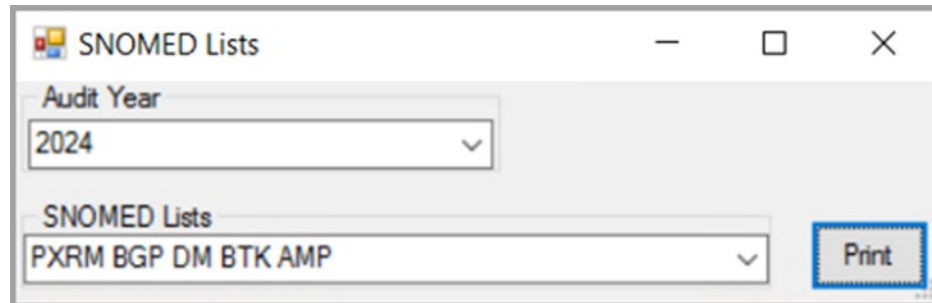 SNOMED Lists
Audit Year
2024
SNOMED Lists
PXRM BGP DM BTK AMP
Print